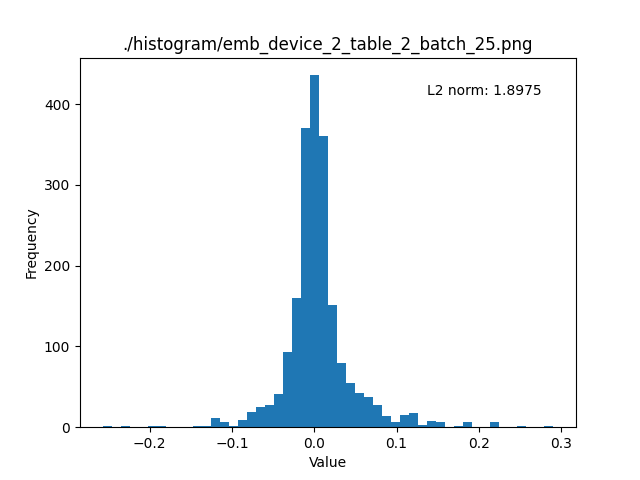 ./histogram/emb_device_2_table_2_batch_25.png
L2 norm: 1.8975
400
300
200
100
0
Frequency
−0.2 −0.1 0.0 0.1 0.2 0.3
Value